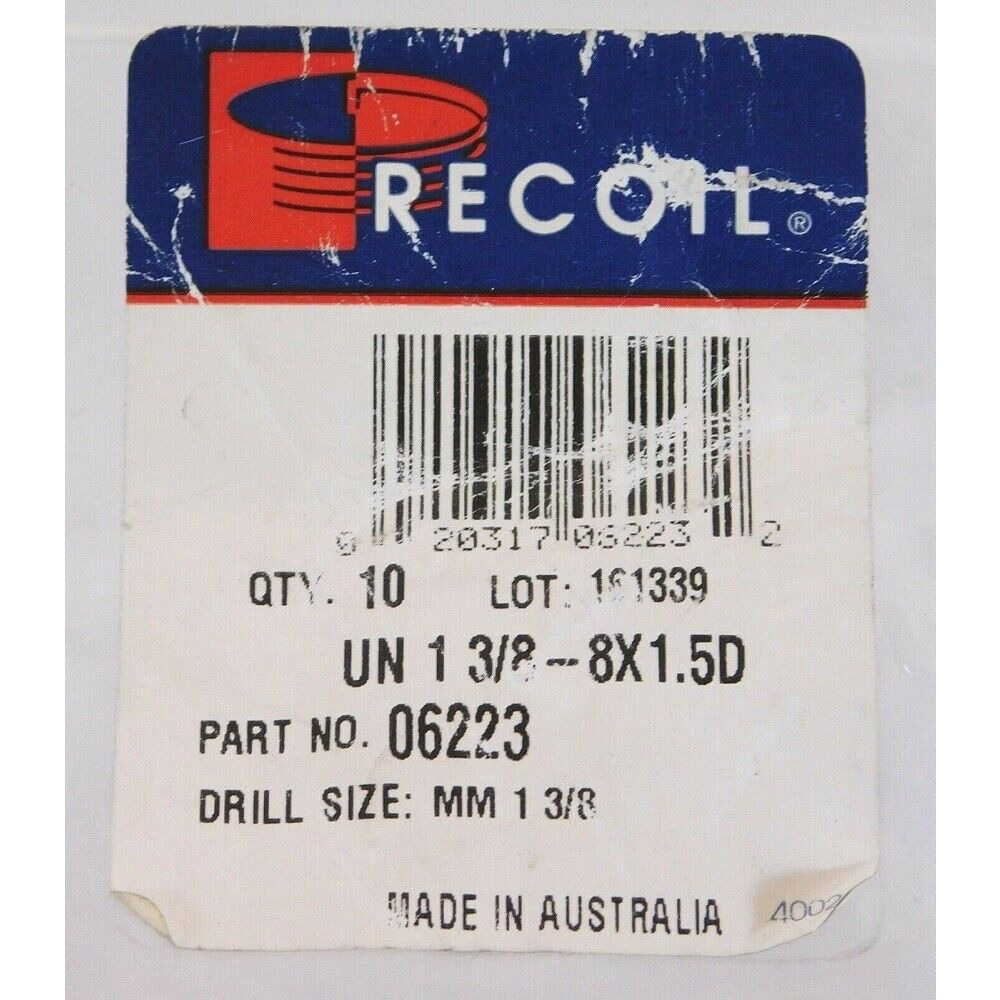 RECOIL®
0 20317 06223 2
QTY. 10 LOT: 161339
UN 1 3/8-8X1.5D
PART NO. 06223
DRILL SIZE: MM 1 3/8
MADE IN AUSTRALIA